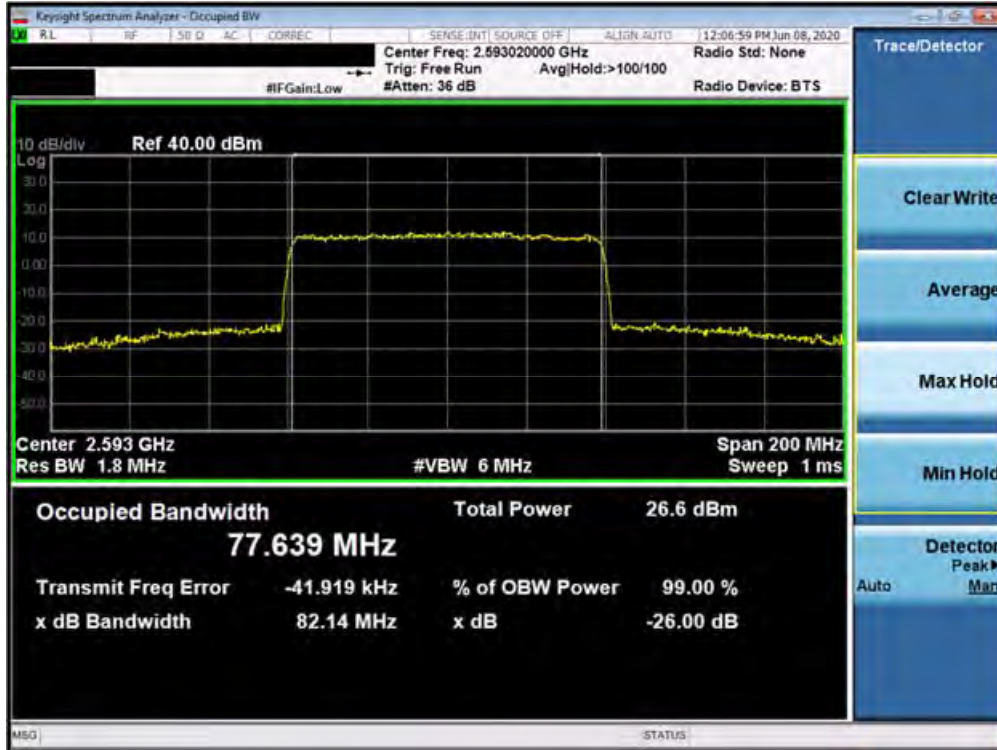 Keysight Spectrum Analyzer - Occupied BW
RL RF 50 Ω AC CORREC SENSE:INT SOURCE OFF ALIGN AUTO 12:06:59 PM Jun 08, 2020
Center Freq: 2.593020000 GHz Radio Std: None
Trig: Free Run Avg|Hold:>100/100
#IFGain:Low #Atten: 36 dB Radio Device: BTS
10 dB/div Ref 40.00 dBm
Log
30.0
20.0
10.0
0.00
-10.0
-20.0
-30.0
-40.0
-50.0
Center 2.593 GHz Span 200 MHz
Res BW 1.8 MHz #VBW 6 MHz Sweep 1 ms
Occupied Bandwidth Total Power 26.6 dBm
77.639 MHz
Transmit Freq Error -41.919 kHz % of OBW Power 99.00 %
x dB Bandwidth 82.14 MHz x dB -26.00 dB
MSG STATUS
Trace/Detector
Clear Write
Average
Max Hold
Min Hold
Detector
Peak
Auto Man